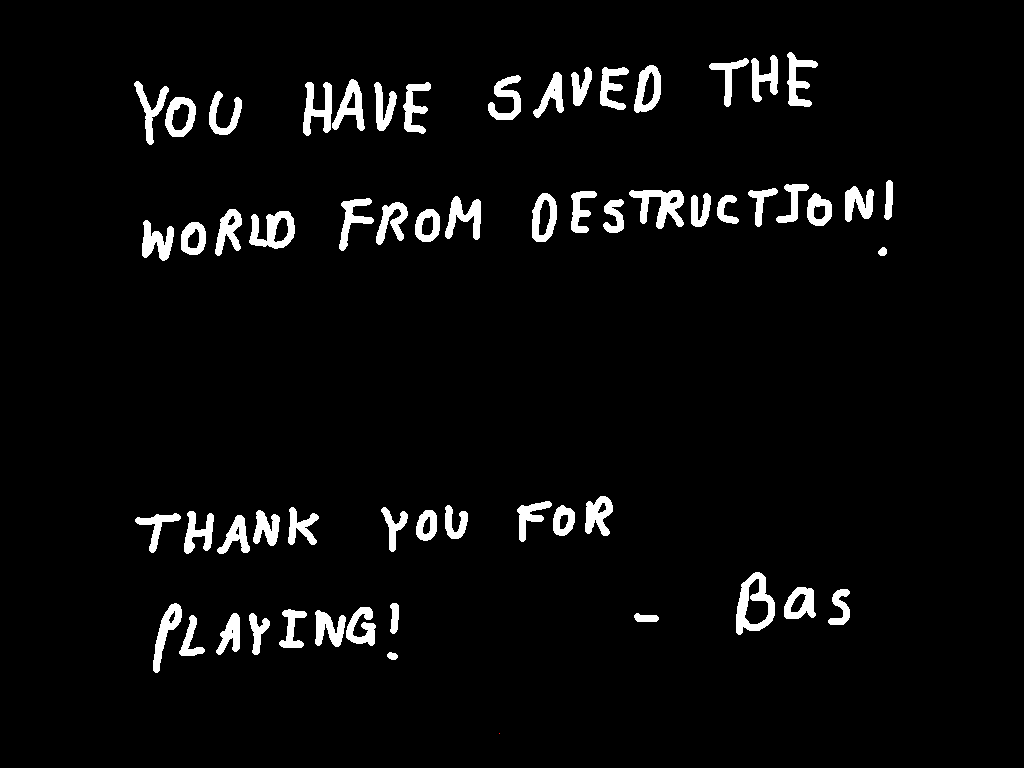 YOU HAVE SAVED THE
WORLD FROM DESTRUCTION!
THANK YOU FOR
PLAYING! - Bas